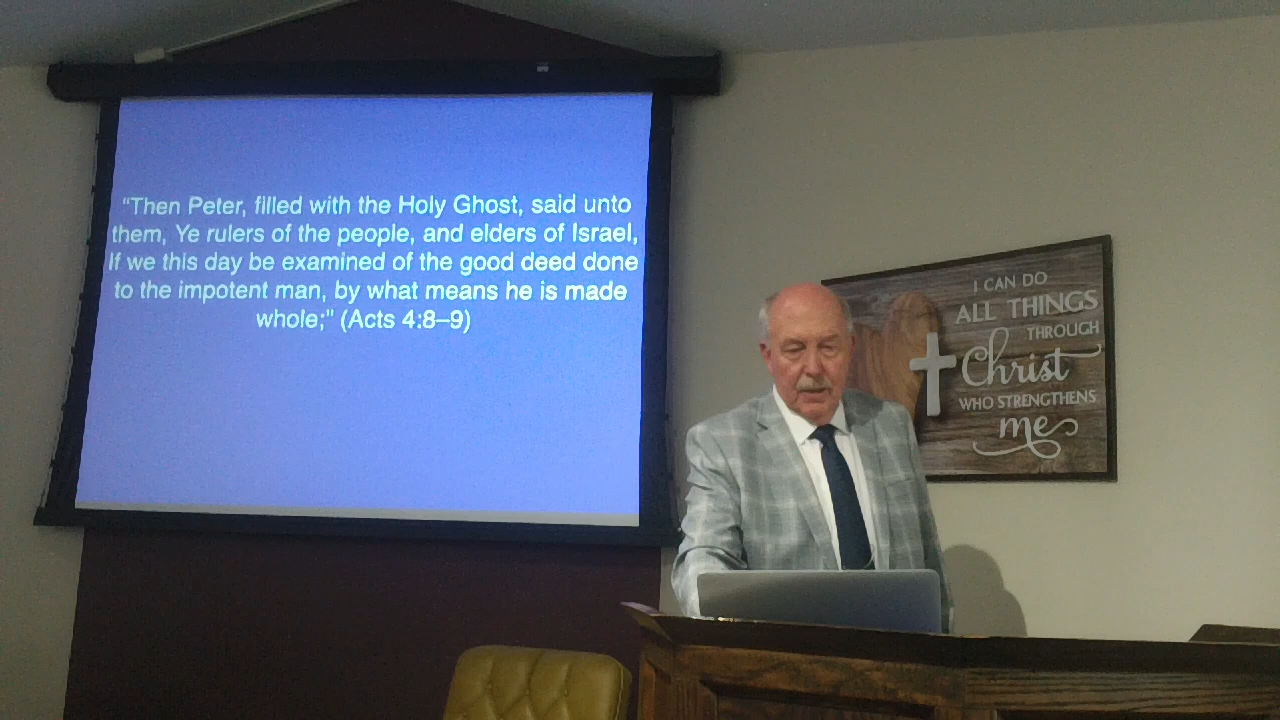 “Then Peter, filled with the Holy Ghost, said unto
them, Ye rulers of the people, and elders of Israel,
If we this day be examined of the good deed done
to the impotent man, by what means he is made
whole;” (Acts 4:8–9)
I CAN DO
ALL THINGS
THROUGH
Christ
WHO STRENGTHENS
me